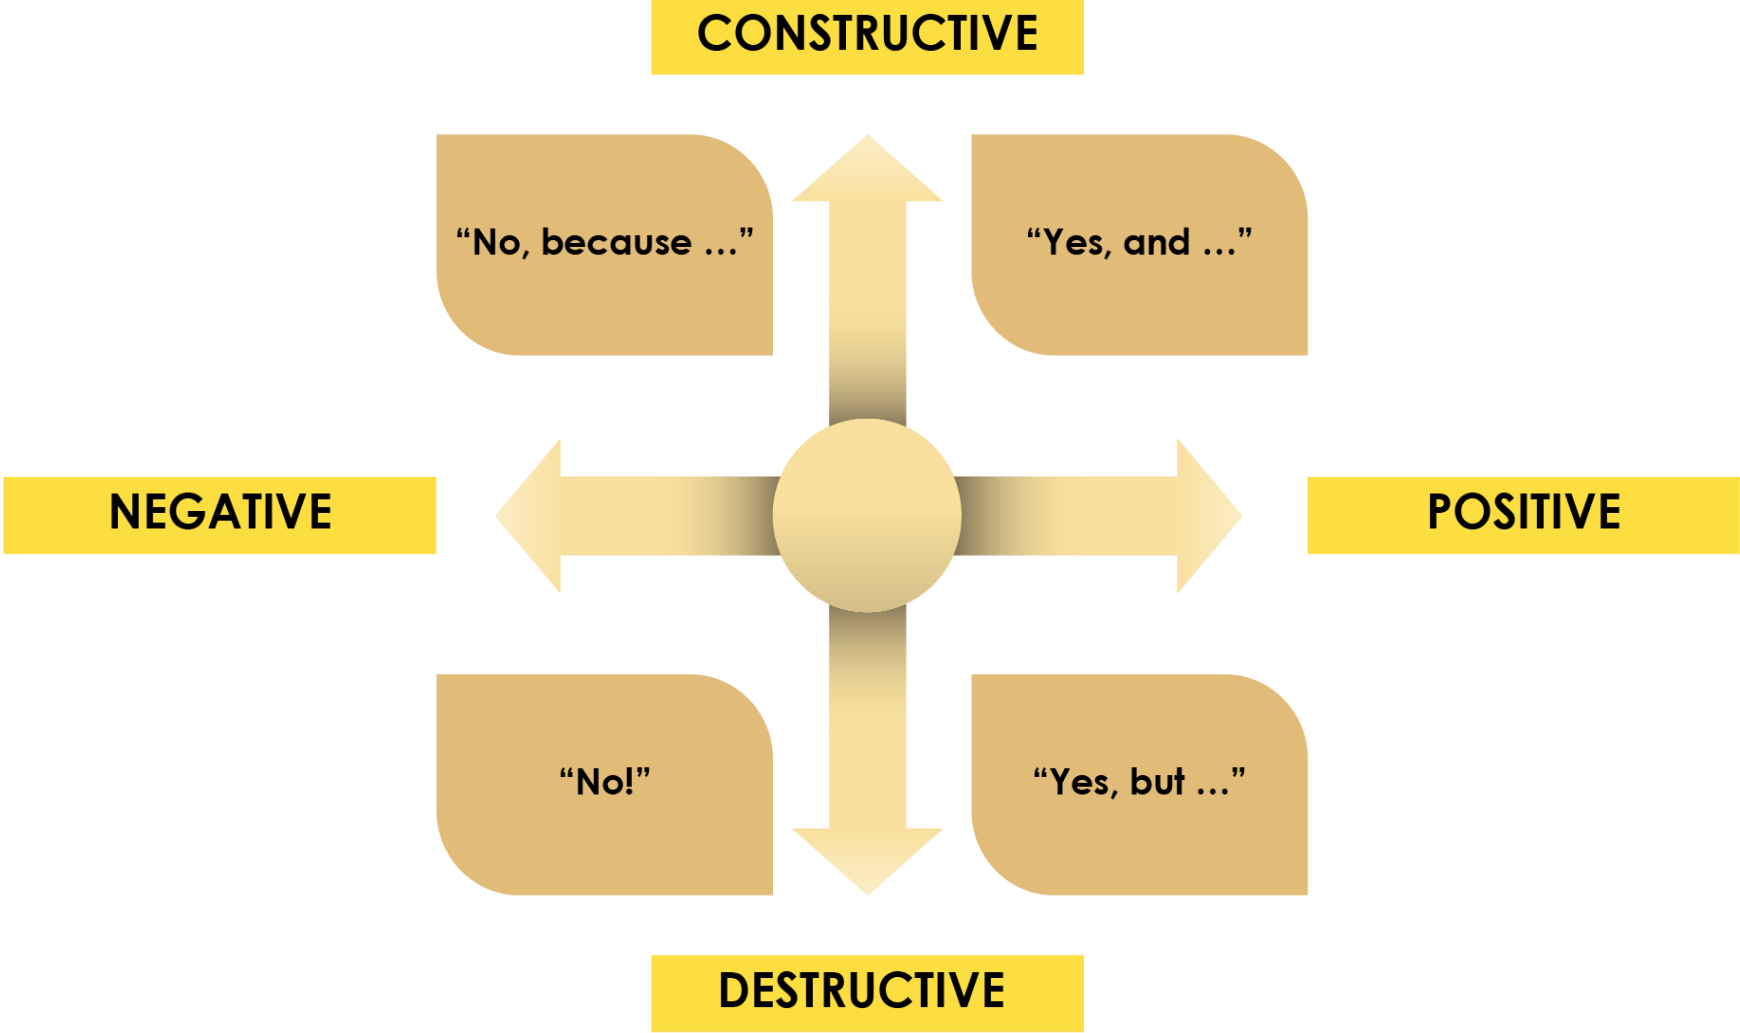 CONSTRUCTIVE
“No, because …”
“Yes, and …”
NEGATIVE
POSITIVE
“No!”
“Yes, but …”
DESTRUCTIVE